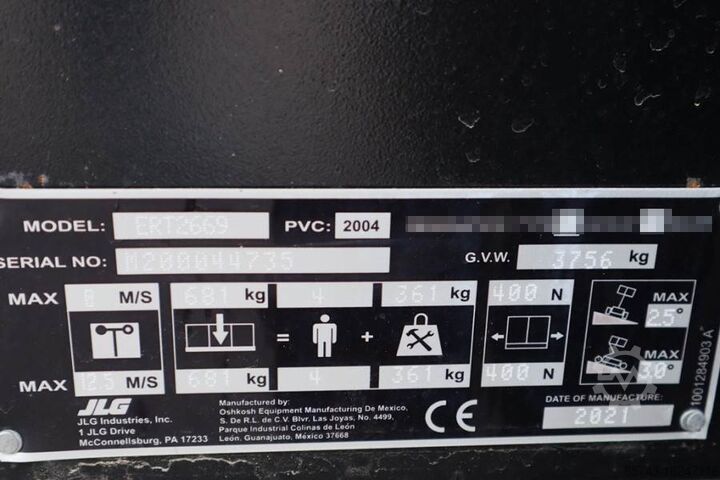 MODEL: ERT2669 PVC: 2004
SERIAL NO: M200044735 G.V.W. 3756 kg
MAX 0 M/S 681 kg 4 361 kg 400 N MAX 2.5°
= +
MAX 12.5 M/S 681 kg 4 361 kg 400 N MAX 3.0°
1001284903 A
JLG
JLG Industries, Inc.
1 JLG Drive
McConnellsburg, PA 17233
Manufactured by:
Oshkosh Equipment Manufacturing De Mexico,
S. De R.L. de C.V. Blvr. Las Joyas, No. 4499,
Parque Industrial Colinas de León
León, Guanajuato, México 37668
CE
DATE OF MANUFACTURE:
2021